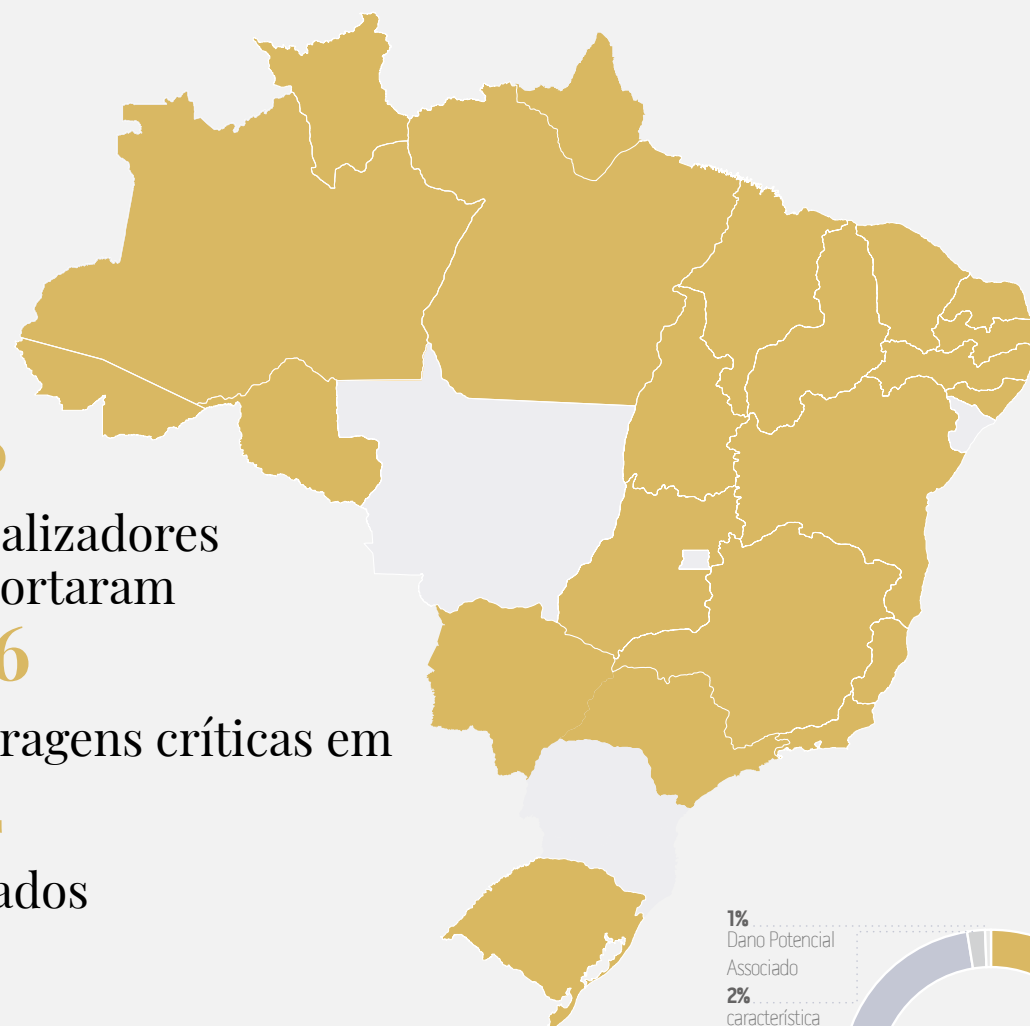 alizadores
ortaram
6
ragens críticas em
ados
1%
Dano Potencial
Associado
2%
característica